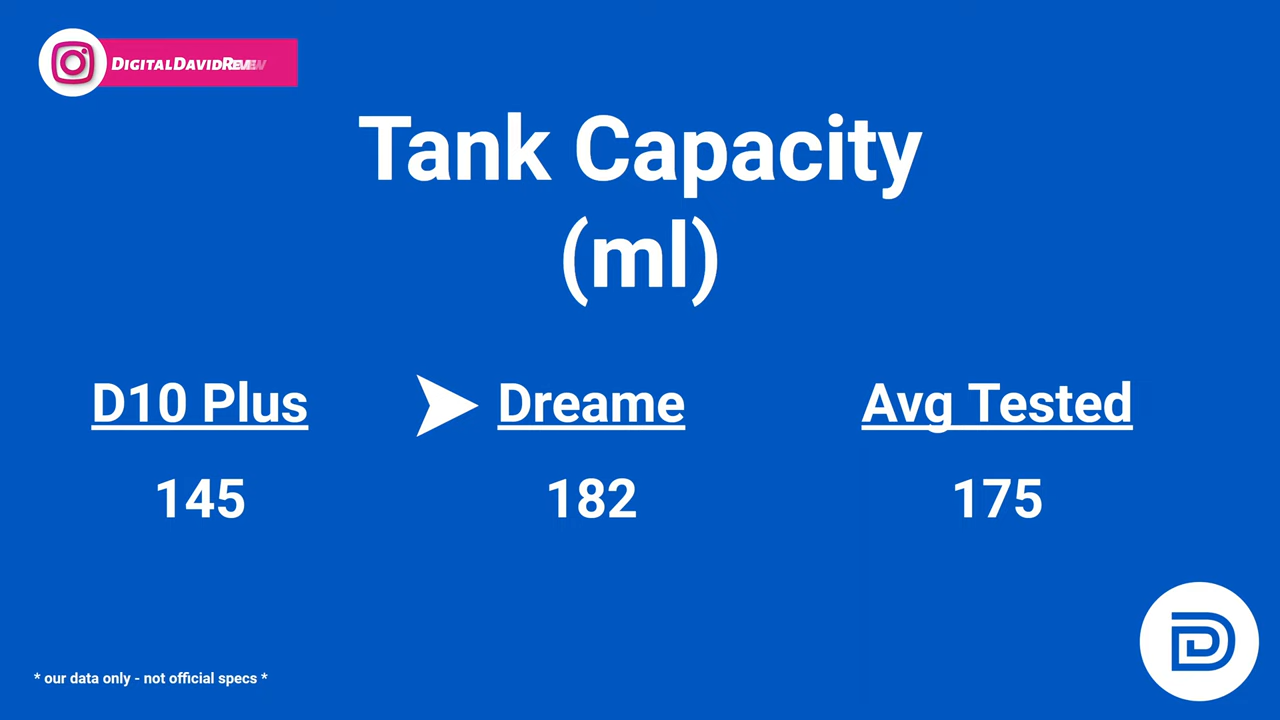 DIGITALDAVIDREVIEW
Tank Capacity
(ml)
D10 Plus Dreame Avg Tested
145 182 175
* our data only - not official specs *